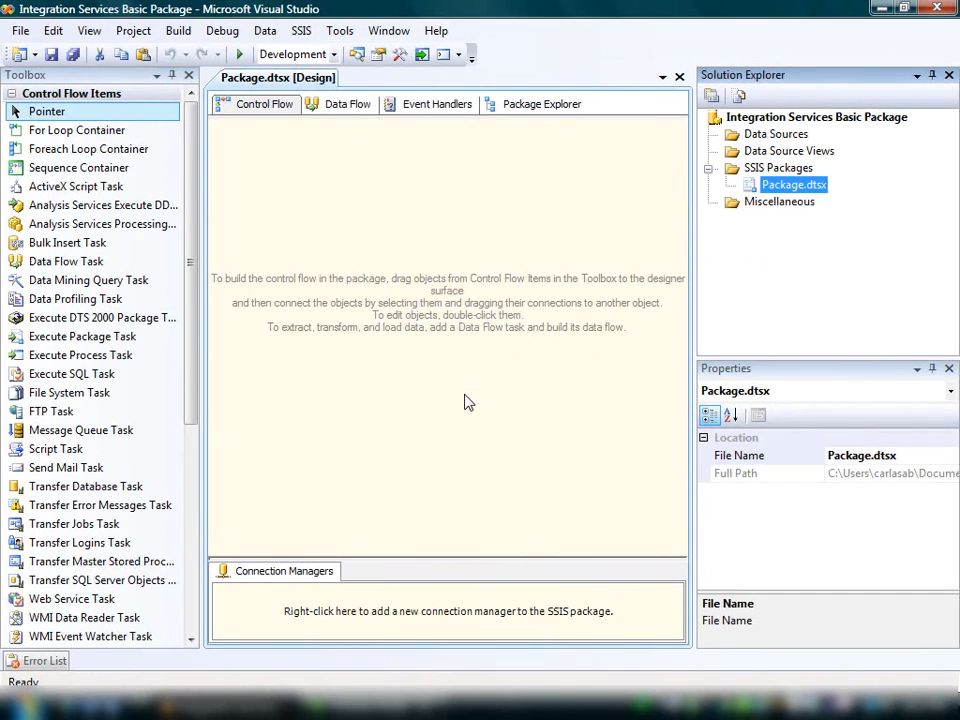 Integration Services Basic Package - Microsoft Visual Studio
File Edit View Project Build Debug Data SSIS Tools Window Help
Development
Toolbox
Control Flow Items
Pointer
For Loop Container
Foreach Loop Container
Sequence Container
ActiveX Script Task
Analysis Services Execute DD...
Analysis Services Processing...
Bulk Insert Task
Data Flow Task
Data Mining Query Task
Data Profiling Task
Execute DTS 2000 Package T...
Execute Package Task
Execute Process Task
Execute SQL Task
File System Task
FTP Task
Message Queue Task
Script Task
Send Mail Task
Transfer Database Task
Transfer Error Messages Task
Transfer Jobs Task
Transfer Logins Task
Transfer Master Stored Proc...
Transfer SQL Server Objects ...
Web Service Task
WMI Data Reader Task
WMI Event Watcher Task
Package.dtsx [Design]
Control Flow Data Flow Event Handlers Package Explorer
To build the control flow in the package, drag objects from Control Flow Items in the Toolbox to the designer
surface
and then connect the objects by selecting them and dragging their connections to another object.
To edit objects, double-click them.
To extract, transform, and load data, add a Data Flow task and build its data flow.
Connection Managers
Right-click here to add a new connection manager to the SSIS package.
Solution Explorer
Integration Services Basic Package
Data Sources
Data Source Views
SSIS Packages
Package.dtsx
Miscellaneous
Properties
Package.dtsx
Location
File Name Package.dtsx
Full Path C:\Users\carlasab\Docume
File Name
File Name
Error List
Ready